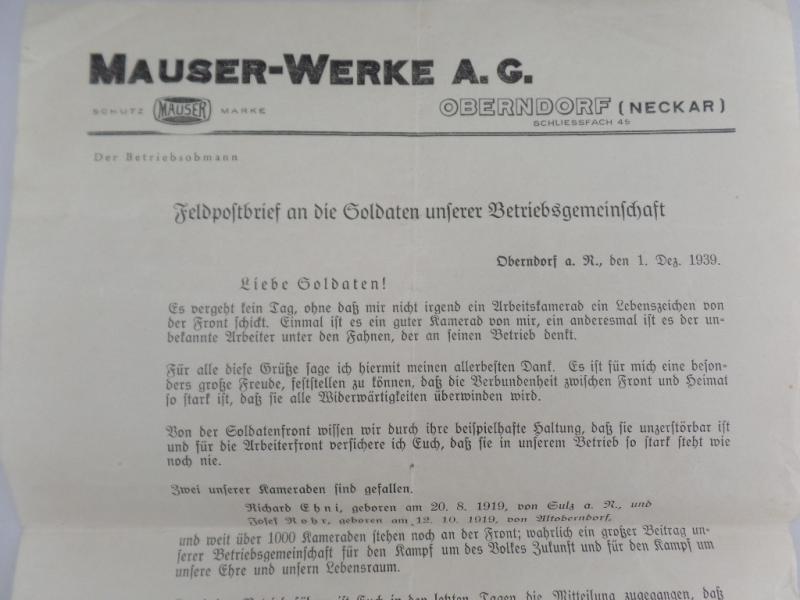 MAUSER-WERKE A.G.
SCHUTZ MAUSER MARKE
OBERNDORF (NECKAR)
SCHLIESSFACH 45
Der Betriebsobmann
Feldpostbrief an die Soldaten unserer Betriebsgemeinschaft
Oberndorf a. N., den 1. Dez. 1939.
Liebe Soldaten!
Es vergeht kein Tag, ohne daß mir nicht irgend ein Arbeitskamerad ein Lebenszeichen von
der Front schickt. Einmal ist es ein guter Kamerad von mir, ein anderesmal ist es der un-
bekannte Arbeiter unter den Fahnen, der an seinen Betrieb denkt.
Für alle diese Grüße sage ich hiermit meinen allerbesten Dank. Es ist für mich eine beson-
ders große Freude, feststellen zu können, daß die Verbundenheit zwischen Front und Heimat
so stark ist, daß sie alle Widerwärtigkeiten überwinden wird.
Von der Soldatenfront wissen wir durch ihre beispielhafte Haltung, daß sie unzerstörbar ist
und für die Arbeiterfront versichere ich Euch, daß sie in unserem Betrieb so stark steht wie
noch nie.
Zwei unserer Kameraden sind gefallen.
Richard Ehni, geboren am 20. 8. 1919, von Sulz a. N., und
Josef Rohr, geboren am 12. 10. 1919, von Altoberndorf,
und weit über 1000 Kameraden stehen noch an der Front; wahrlich ein großer Beitrag un-
serer Betriebsgemeinschaft für den Kampf um des Volkes Zukunft und für den Kampf um
unsere Ehre und unsern Lebensraum.
ist Euch in den letzten Tagen die Mitteilung zugegangen, daß